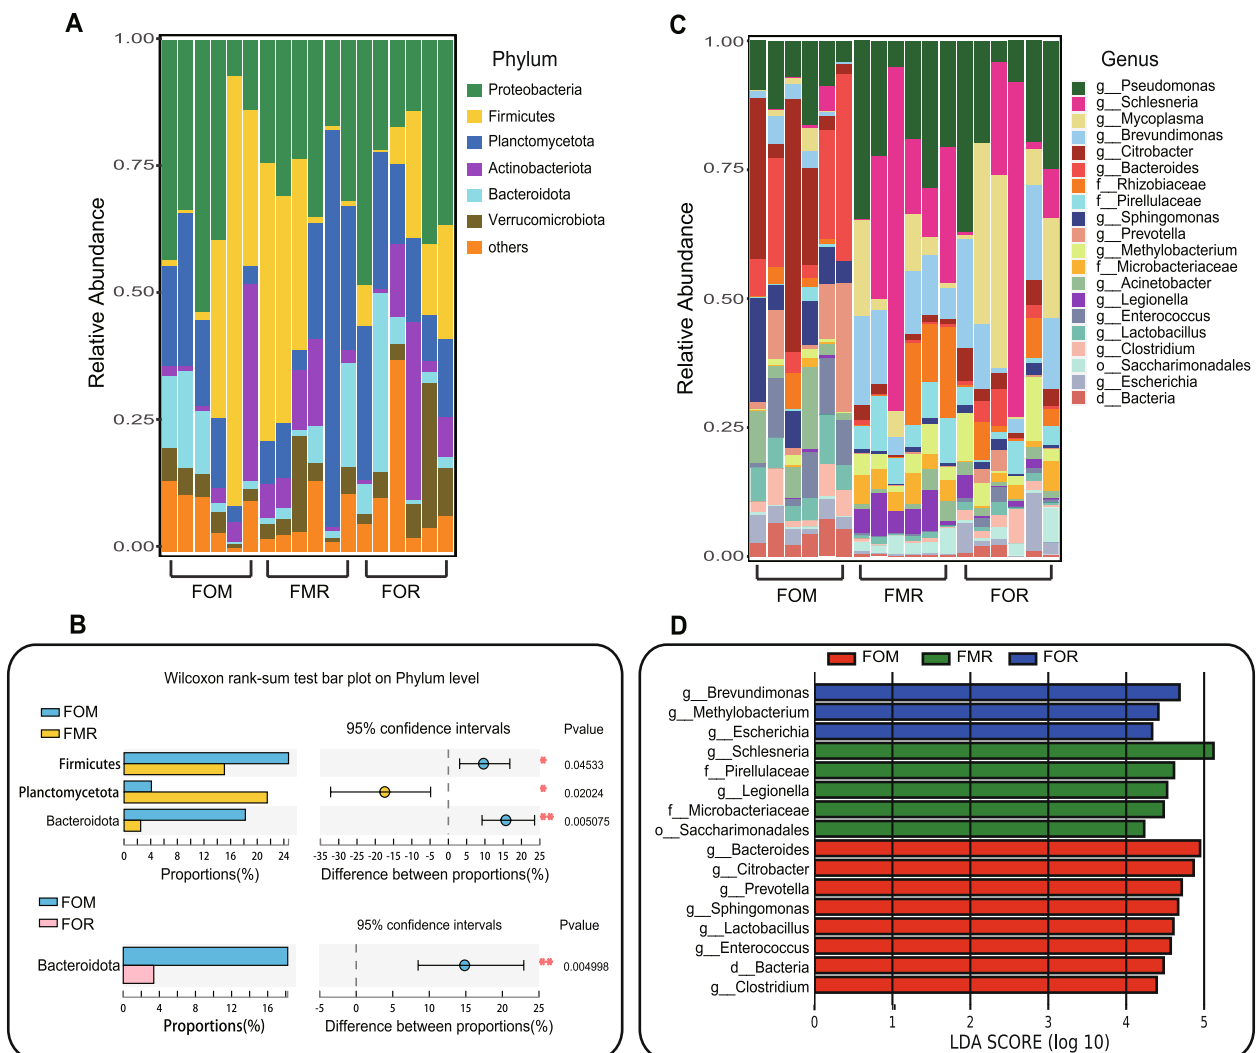 A
1.00
0.75
0.50
0.25
0.00
Relative Abundance
FOM
FMR
FOR
Phylum
Proteobacteria
Firmicutes
Planctomycetota
Actinobacteriota
Bacteroidota
Verrucomicrobiota
others
C
1.00
0.75
0.50
0.25
0.00
Relative Abundance
FOM
FMR
FOR
Genus
g__Pseudomonas
g__Schlesneria
g__Mycoplasma
g__Brevundimonas
g__Citrobacter
g__Bacteroides
f__Rhizobiaceae
f__Pirellulaceae
g__Sphingomonas
g__Prevotella
g__Methylobacterium
f__Microbacteriaceae
g__Acinetobacter
g__Legionella
g__Enterococcus
g__Lactobacillus
g__Clostridium
o__Saccharimonadales
g__Escherichia
d__Bacteria
B
Wilcoxon rank-sum test bar plot on Phylum level
FOM
FMR
95% confidence intervals
Pvalue
Firmicutes
** 0.04533
Planctomycetota
* 0.02024
Bacteroidota
** 0.005075
0 4 8 12 16 20 24
-35 -30 -25 -20 -15 -10 -5 0 5 10 15 20 25
Proportions(%)
Difference between proportions(%)
FOM
FOR
95% confidence intervals
Pvalue
Bacteroidota
** 0.004998
0 4 8 12 16
-5 0 5 10 15 20 25
Proportions(%)
Difference between proportions(%)
D
FOM FMR FOR
g__Brevundimonas
g__Methylobacterium
g__Escherichia
g__Schlesneria
f__Pirellulaceae
g__Legionella
f__Microbacteriaceae
o__Saccharimonadales
g__Bacteroides
g__Citrobacter
g__Prevotella
g__Sphingomonas
g__Lactobacillus
g__Enterococcus
d__Bacteria
g__Clostridium
0 1 2 3 4 5
LDA SCORE (log 10)